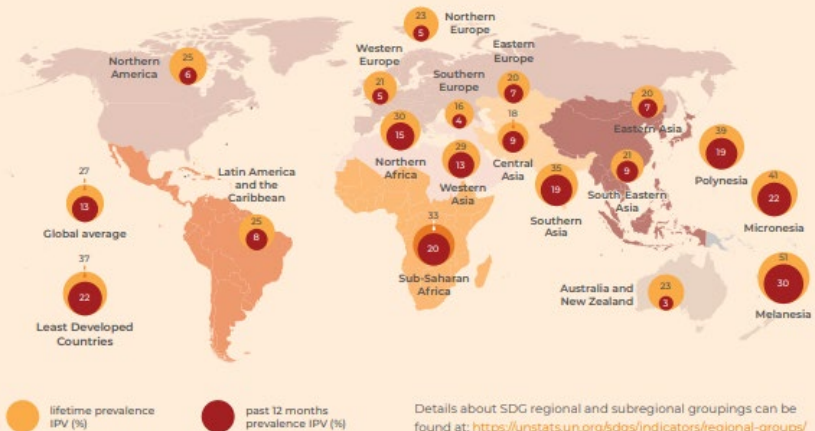 23
Northern
Europe
5
25
Northern
America
6
Western
Europe
21
5
Southern
Europe
16
4
Eastern
Europe
20
7
18
9
Central
Asia
20
7
Eastern Asia
30
15
Northern
Africa
29
13
Western
Asia
35
19
Southern
Asia
21
9
South Eastern
Asia
39
19
Polynesia
41
22
Micronesia
27
13
Global average
Latin America
and the
Caribbean
25
8
33
20
Sub-Saharan
Africa
37
22
Least Developed
Countries
Australia and
New Zealand
23
3
51
30
Melanesia
lifetime prevalence
IPV (%)
past 12 months
prevalence IPV (%)
Details about SDG regional and subregional groupings can be
found at: https://unstats.un.org/sdgs/indicators/regional-groups/